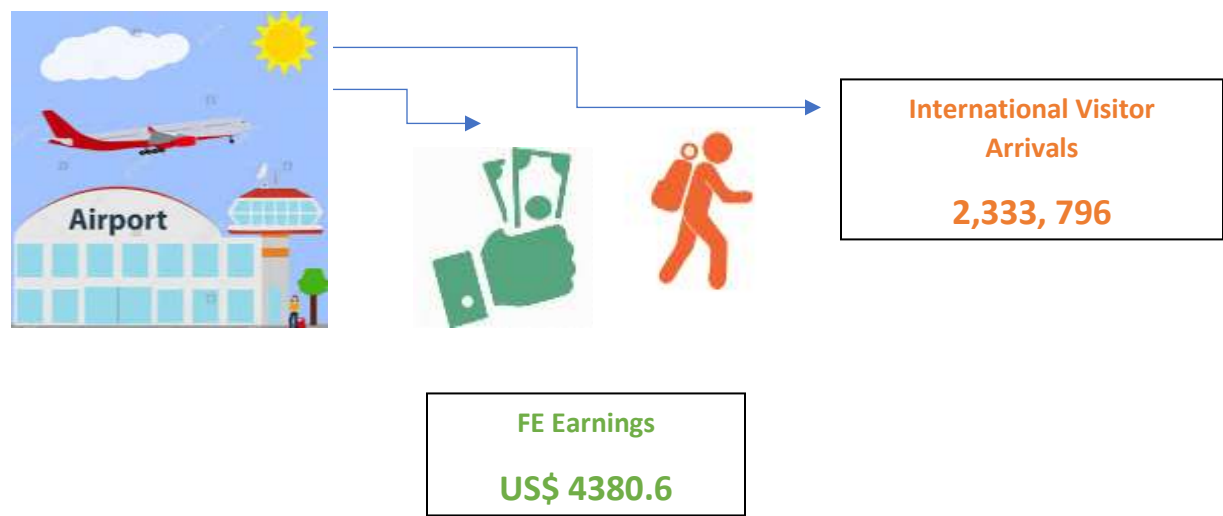 Airport
International Visitor
Arrivals
2,333, 796
FE Earnings
US$ 4380.6